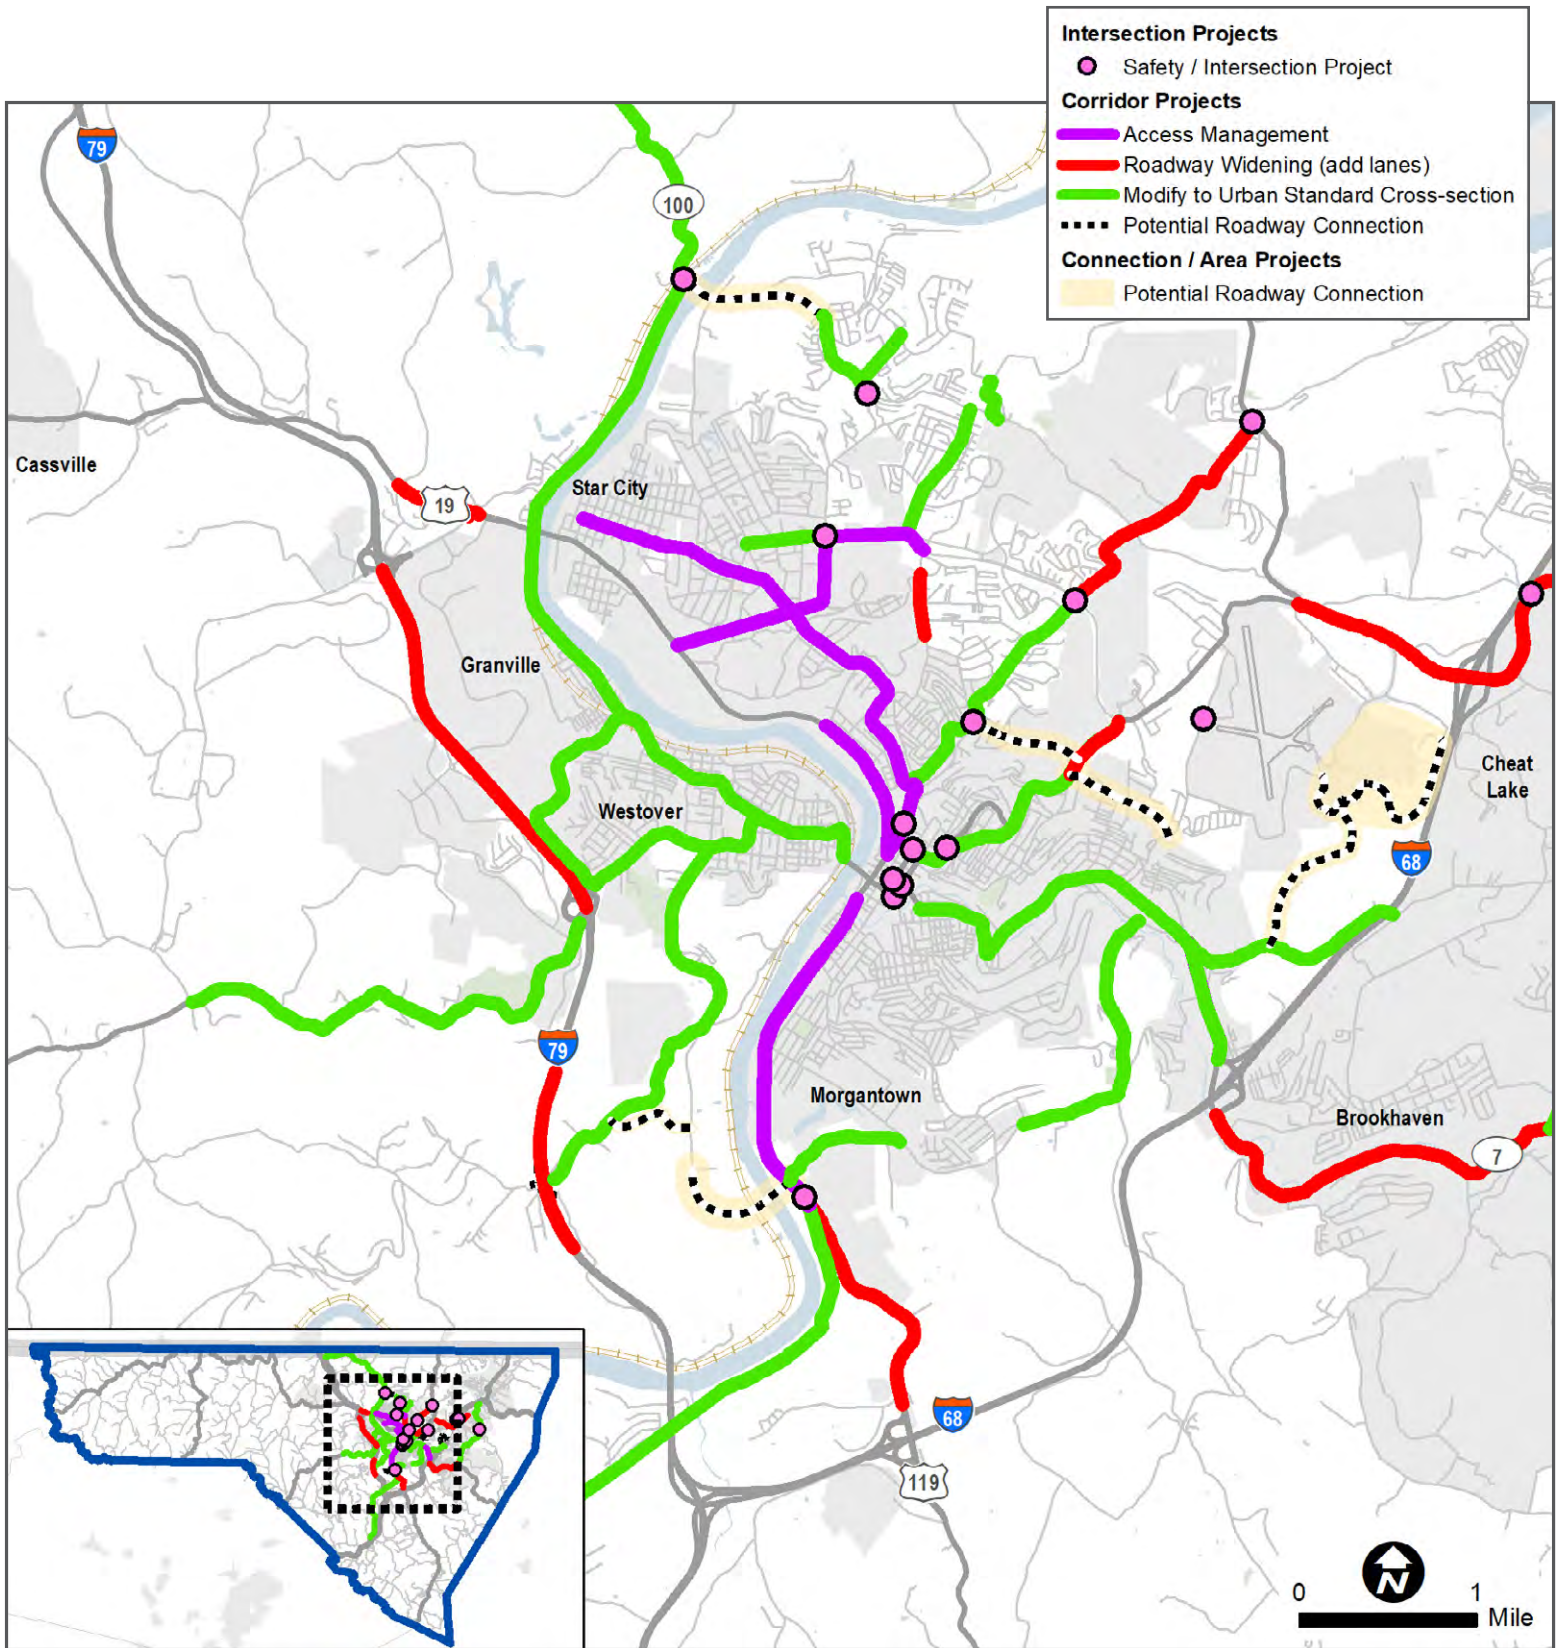 Intersection Projects
Safety / Intersection Project
Corridor Projects
Access Management
Roadway Widening (add lanes)
Modify to Urban Standard Cross-section
Potential Roadway Connection
Connection / Area Projects
Potential Roadway Connection
79
100
Cassville
19
Star City
Granville
Cheat
Lake
Westover
68
79
Morgantown
Brookhaven
7
68
119
N
0 1
Mile